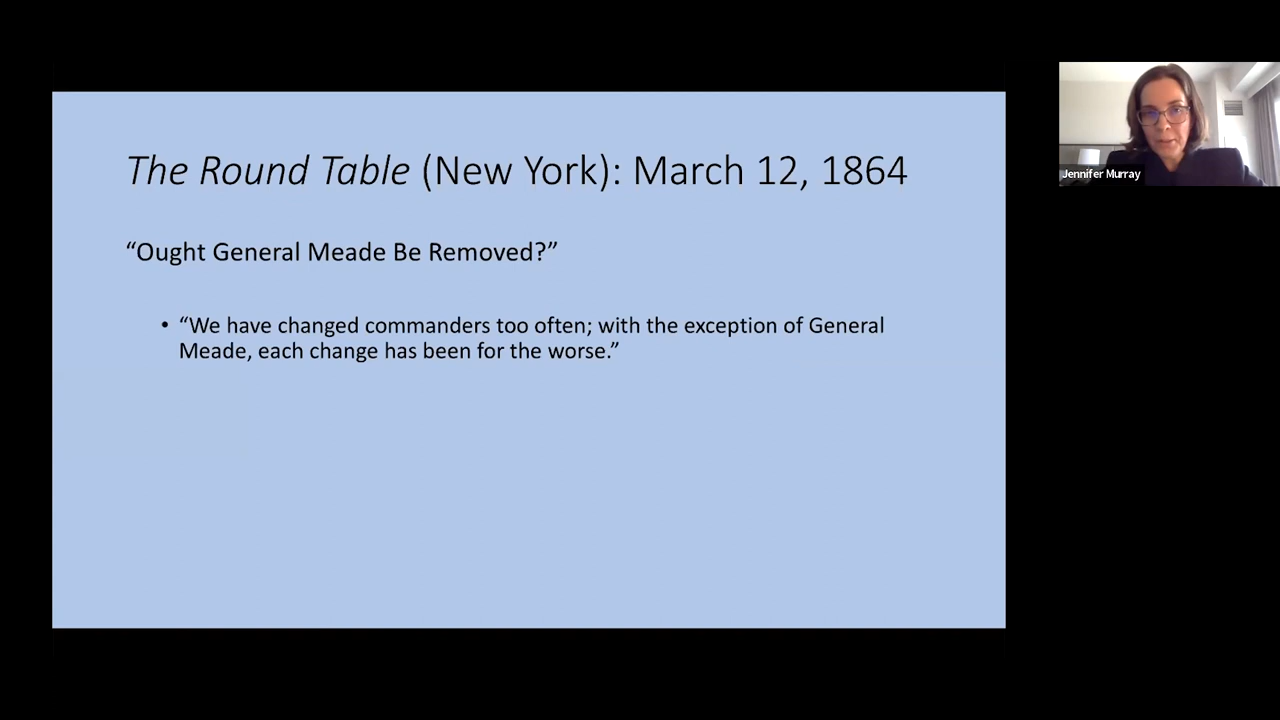 The Round Table (New York): March 12, 1864
“Ought General Meade Be Removed?”
• “We have changed commanders too often; with the exception of General
Meade, each change has been for the worse.”
Jennifer Murray